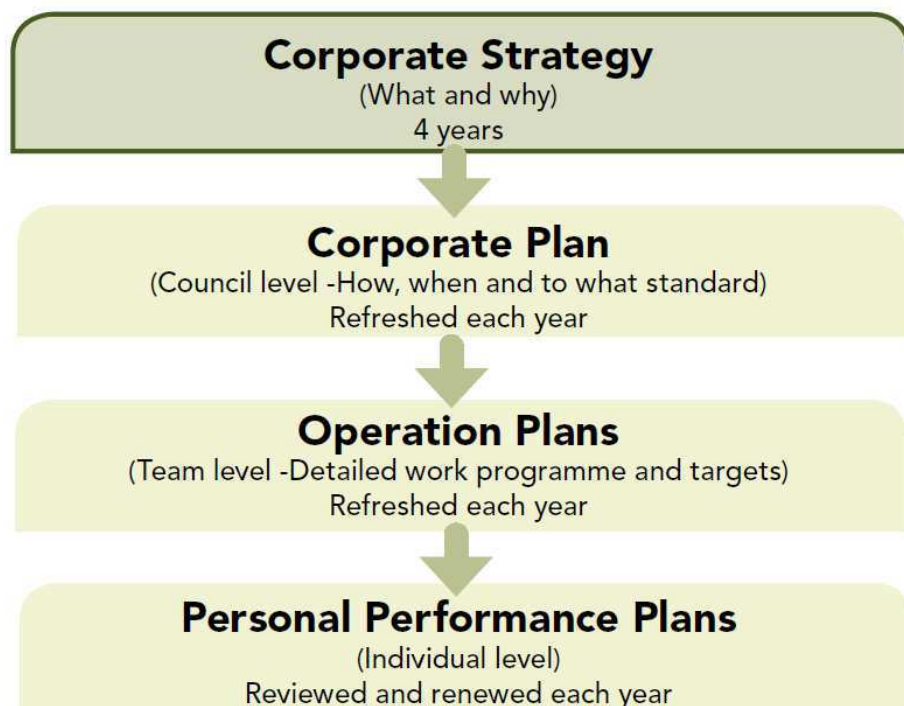 Corporate Strategy
(What and why)
4 years
Corporate Plan
(Council level -How, when and to what standard)
Refreshed each year
Operation Plans
(Team level -Detailed work programme and targets)
Refreshed each year
Personal Performance Plans
(Individual level)
Reviewed and renewed each year